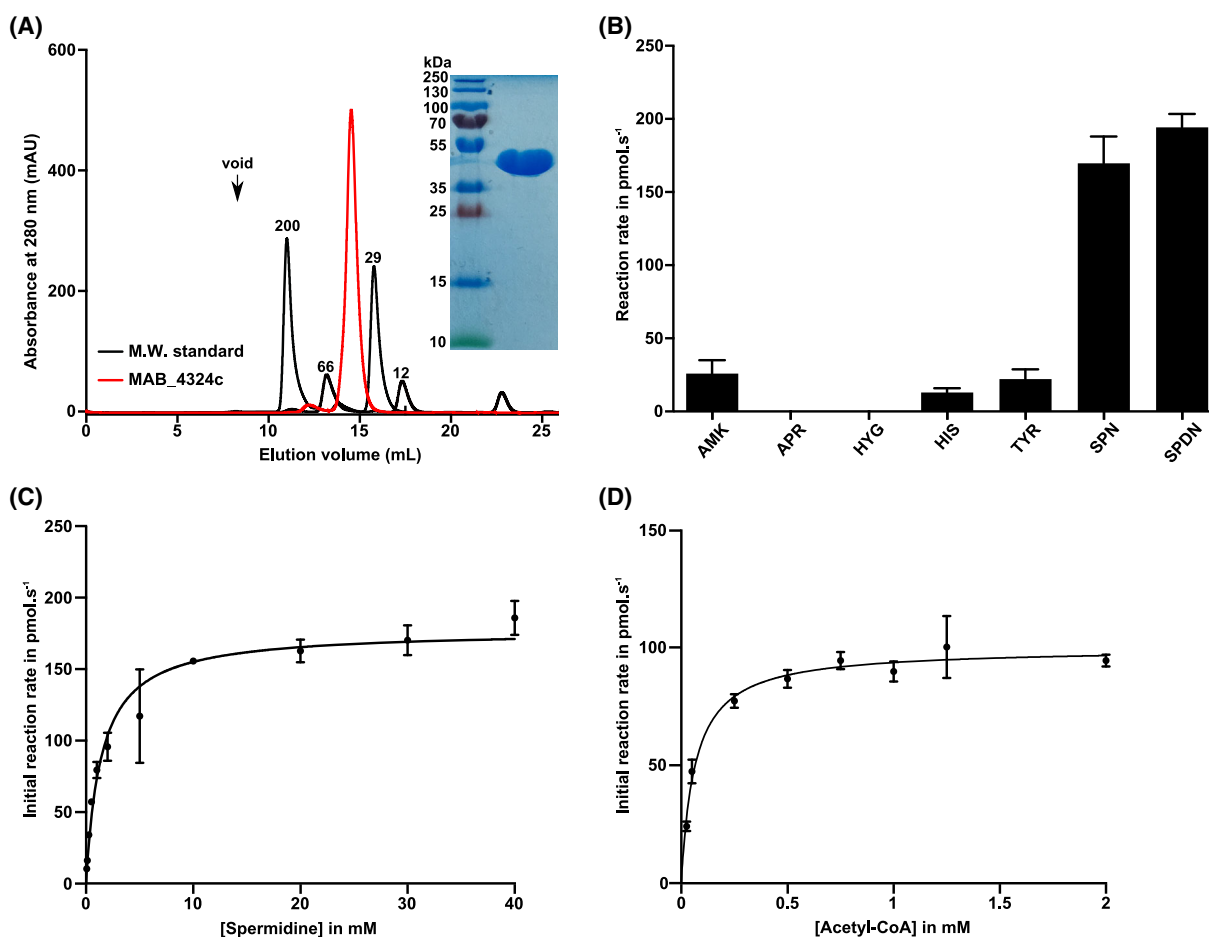 (A)
600
400
200
0
Absorbance at 280 nm (mAU)
void
200
66
29
12
M.W. standard
MAB_4324c
0
5
10
15
20
25
Elution volume (mL)
kDa
250
130
100
70
55
35
25
15
10
(B)
250
200
150
100
50
0
Reaction rate in pmol.s-1
AMK
APR
HYG
HIS
TYR
SPN
SPDN
(C)
250
200
150
100
50
0
Initial reaction rate in pmol.s-1
0
10
20
30
40
[Spermidine] in mM
(D)
150
100
50
0
Initial reaction rate in pmol.s-1
0
0.5
1
1.5
2
[Acetyl-CoA] in mM